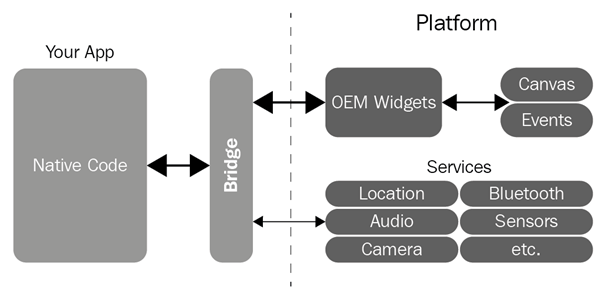 Platform
Your App
Native Code
Bridge
OEM Widgets
Canvas
Events
Services
Location
Bluetooth
Audio
Sensors
Camera
etc.